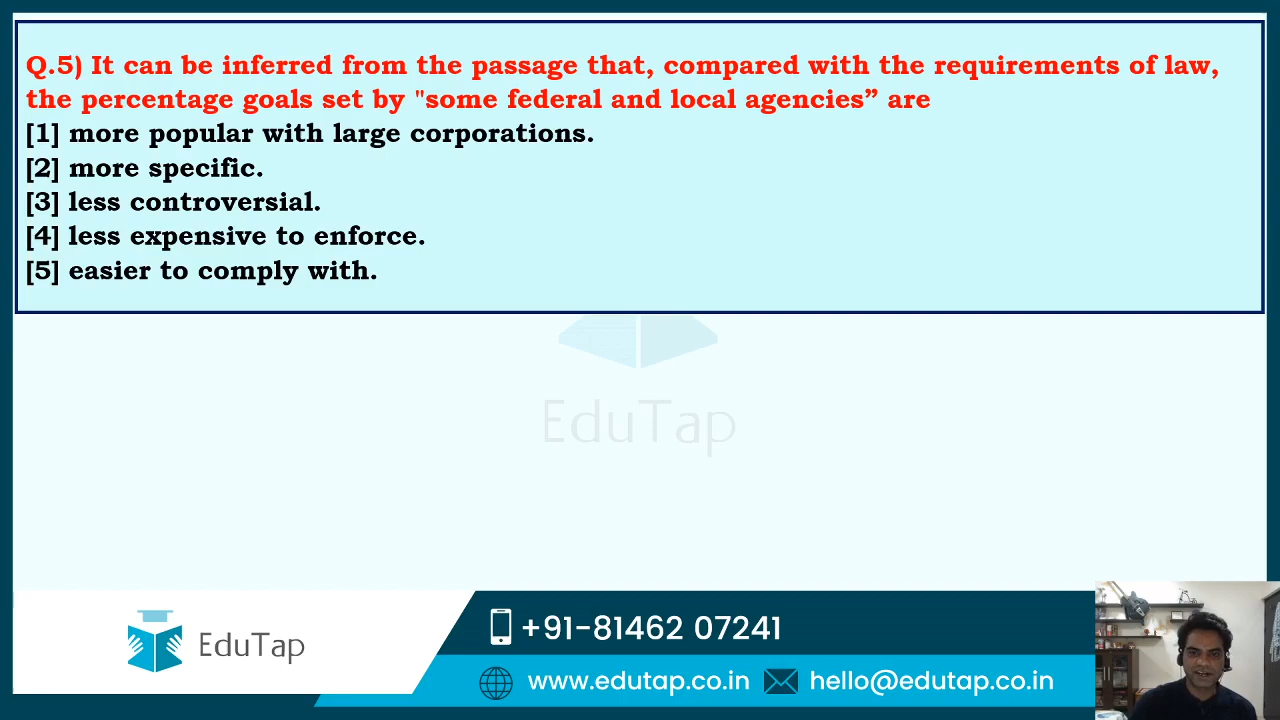 Q.5) It can be inferred from the passage that, compared with the requirements of law,
the percentage goals set by "some federal and local agencies” are
[1] more popular with large corporations.
[2] more specific.
[3] less controversial.
[4] less expensive to enforce.
[5] easier to comply with.
EduTap
EduTap
+91-81462 07241
www.edutap.co.in
hello@edutap.co.in